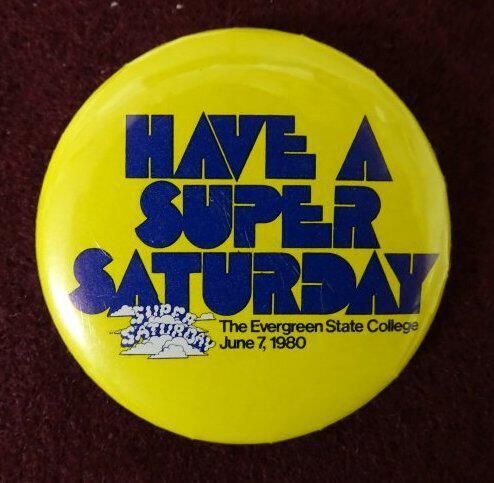 HAVE A
SUPER
SATURDAY
SUPER
SATURDAY
The Evergreen State College
June 7, 1980